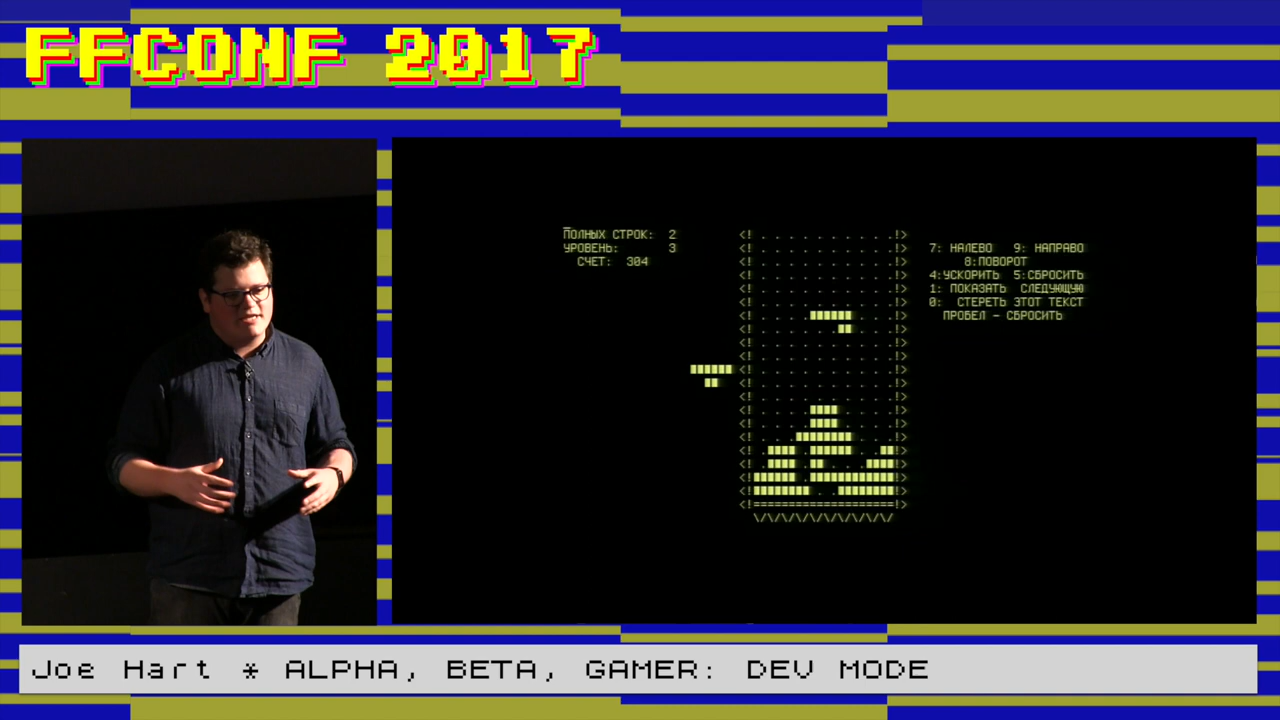 FFCONF 2017
ПОЛНЫХ СТРОК: 2
УРОВЕНЬ: 3
СЧЕТ: 304
7: НАЛЕВО 9: НАПРАВО
8:ПОВОРОТ
4:УСКОРИТЬ 5:СБРОСИТЬ
1: ПОКАЗАТЬ СЛЕДУЮЩУЮ
0: СТЕРЕТЬ ЭТОТ ТЕКСТ
ПРОБЕЛ - СБРОСИТЬ
Joe Hart * ALPHA, BETA, GAMER: DEV MODE